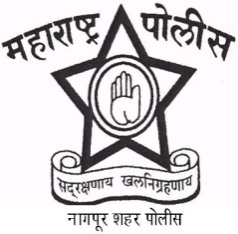 महाराष्ट्र पोलीस
सद्रक्षणाय खलनिग्रहणाय
नागपूर शहर पोलीस